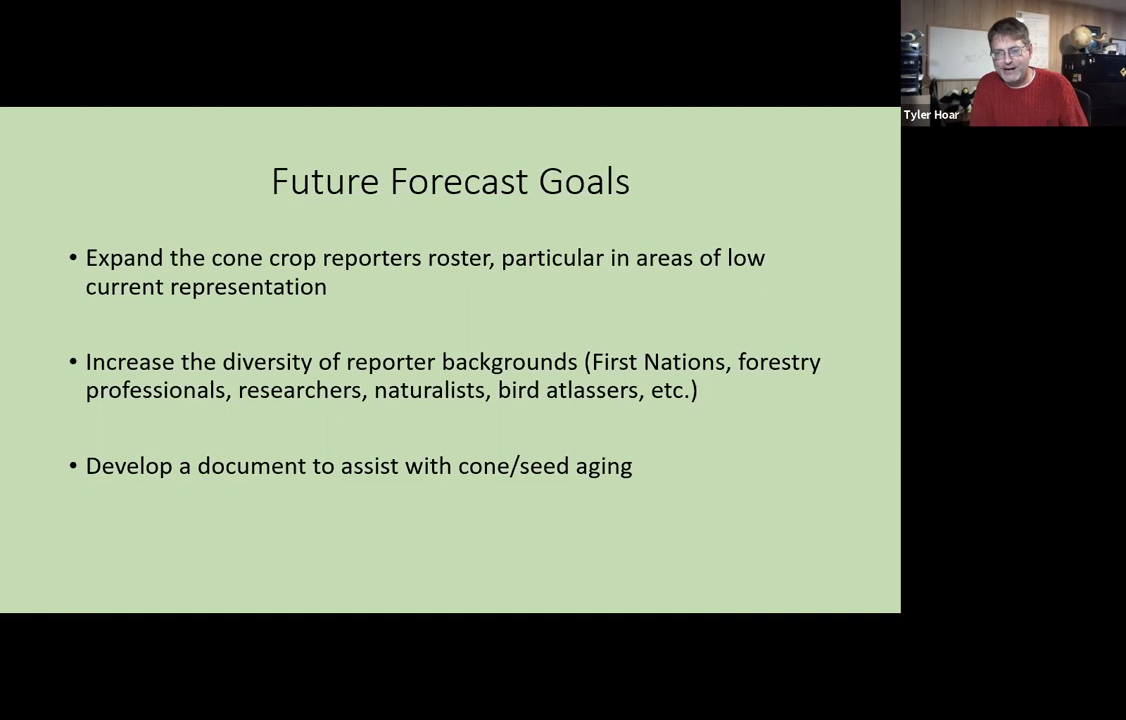 Tyler Hoar
Future Forecast Goals
• Expand the cone crop reporters roster, particular in areas of low
current representation
• Increase the diversity of reporter backgrounds (First Nations, forestry
professionals, researchers, naturalists, bird atlassers, etc.)
• Develop a document to assist with cone/seed aging